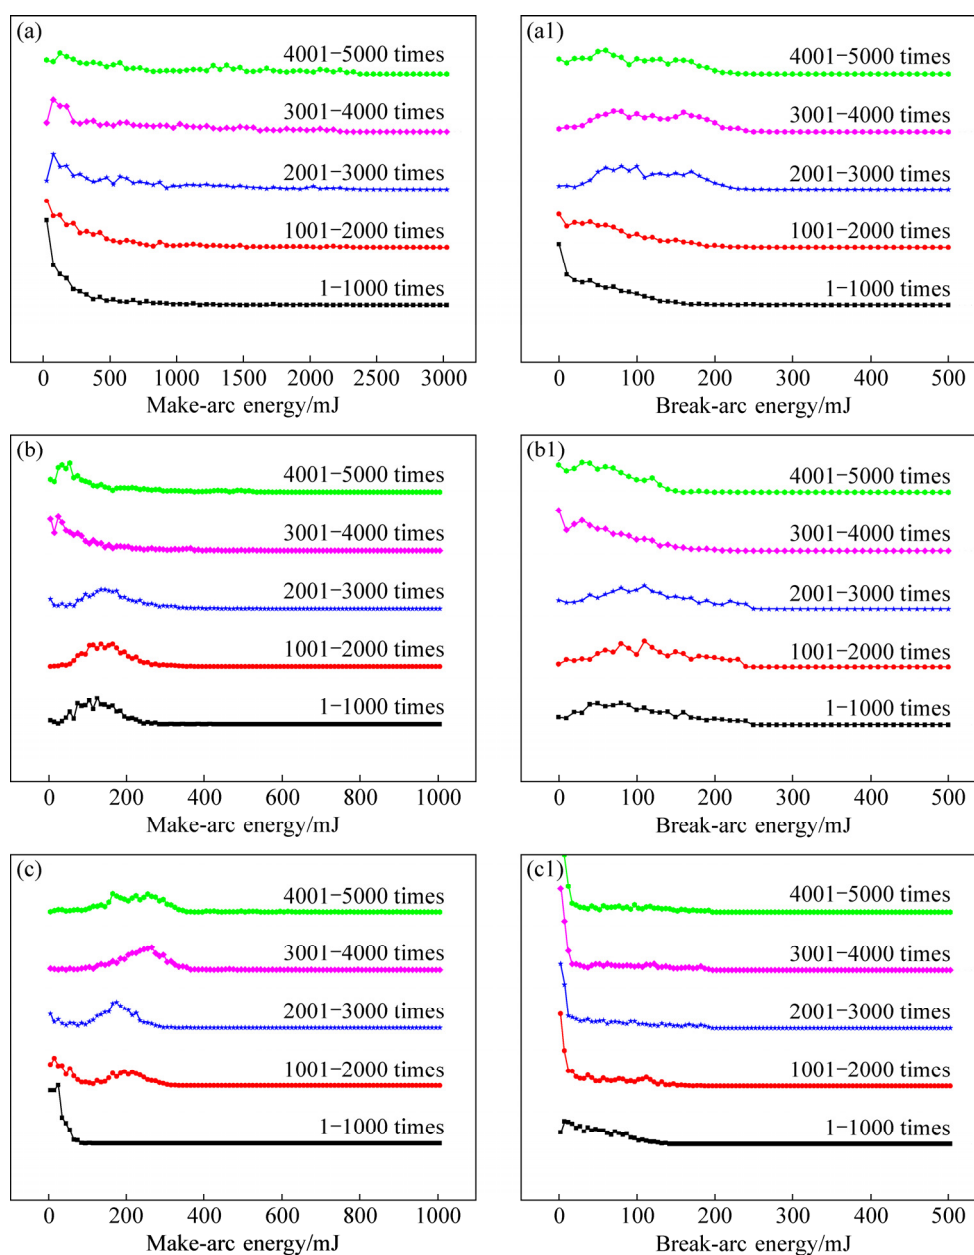 (a)
4001−5000 times
3001−4000 times
2001−3000 times
1001−2000 times
1−1000 times
0 500 1000 1500 2000 2500 3000
Make-arc energy/mJ
(a1)
4001−5000 times
3001−4000 times
2001−3000 times
1001−2000 times
1−1000 times
0 100 200 300 400 500
Break-arc energy/mJ
(b)
4001−5000 times
3001−4000 times
2001−3000 times
1001−2000 times
1−1000 times
0 200 400 600 800 1000
Make-arc energy/mJ
(b1)
4001−5000 times
3001−4000 times
2001−3000 times
1001−2000 times
1−1000 times
0 100 200 300 400 500
Break-arc energy/mJ
(c)
4001−5000 times
3001−4000 times
2001−3000 times
1001−2000 times
1−1000 times
0 200 400 600 800 1000
Make-arc energy/mJ
(c1)
4001−5000 times
3001−4000 times
2001−3000 times
1001−2000 times
1−1000 times
0 100 200 300 400 500
Break-arc energy/mJ